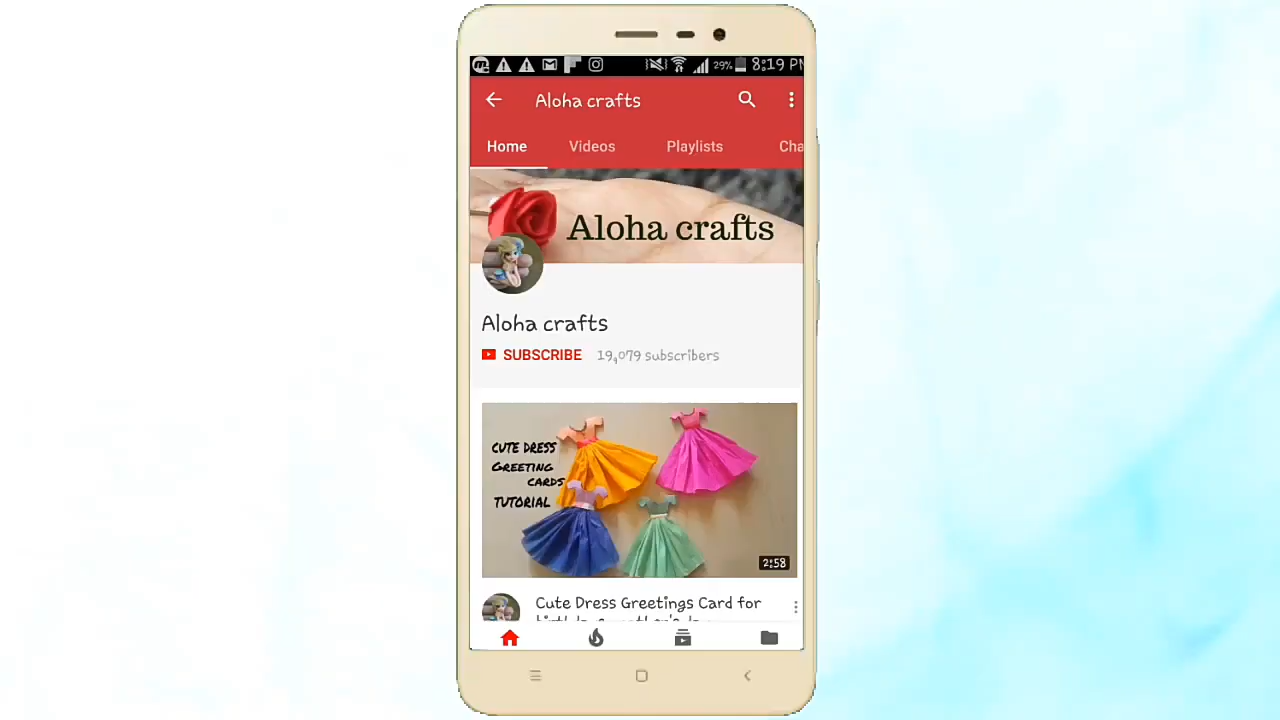 29% 8:19 PM
Aloha crafts
Home Videos Playlists Cha
Aloha crafts
Aloha crafts
SUBSCRIBE 19,079 subscribers
CUTE DRESS
GREETING
CARDS
TUTORIAL
2:58
Cute Dress Greetings Card for